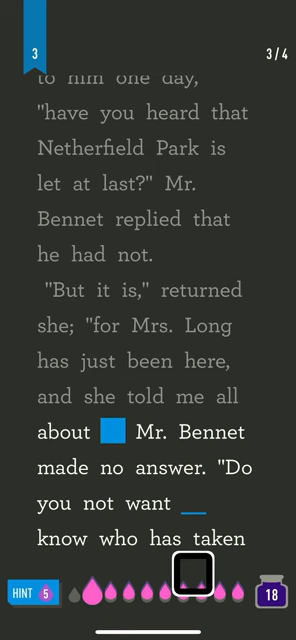 3
3/4
to him one day,
"have you heard that
Netherfield Park is
let at last?" Mr.
Bennet replied that
he had not.
"But it is," returned
she; "for Mrs. Long
has just been here,
and she told me all
about Mr. Bennet
made no answer. "Do
you not want __
know who has taken
HINT 5
18